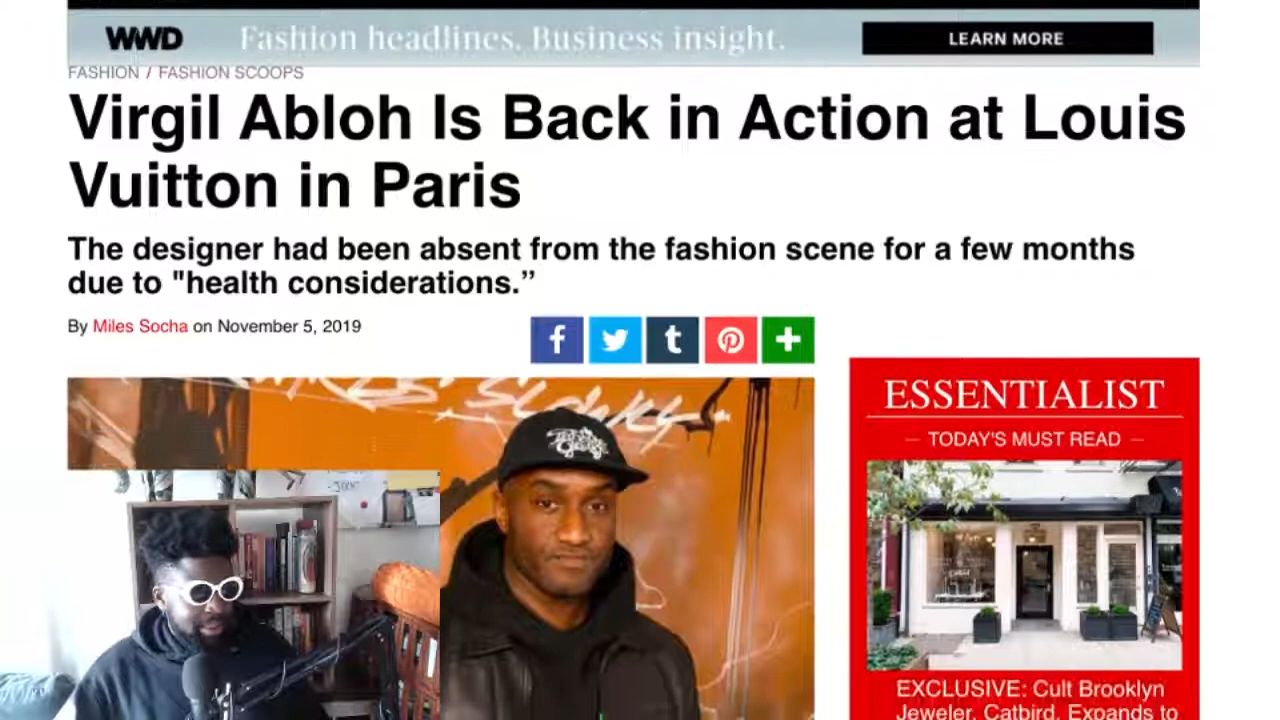 WWD Fashion headlines. Business insight. LEARN MORE
FASHION / FASHION SCOOPS
Virgil Abloh Is Back in Action at Louis
Vuitton in Paris
The designer had been absent from the fashion scene for a few months
due to "health considerations.”
By Miles Socha on November 5, 2019
ESSENTIALIST
— TODAY'S MUST READ —
EXCLUSIVE: Cult Brooklyn
Jeweler, Catbird, Expands to